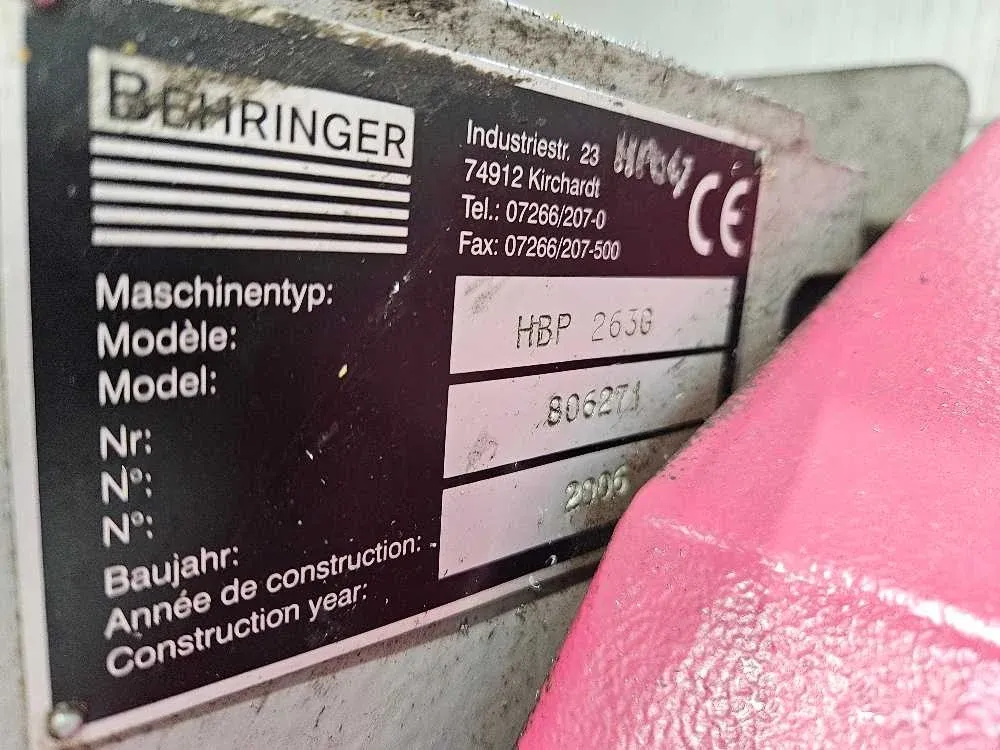 BEHRINGER
Industriestr. 23
74912 Kirchardt
Tel.: 07266/207-0
Fax: 07266/207-500
CE
Maschinentyp:
Modèle:
Model:
HBP 263G
Nr:
N°:
N°:
806271
Baujahr:
Année de construction:
Construction year:
2006